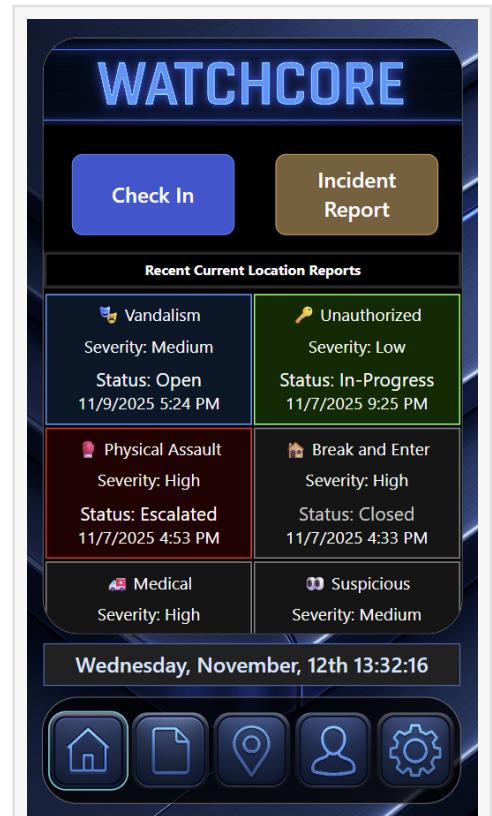 WATCHCORE
Check In
Incident
Report
Recent Current Location Reports
🎭 Vandalism
Severity: Medium
Status: Open
11/9/2025 5:24 PM
🔑 Unauthorized
Severity: Low
Status: In-Progress
11/7/2025 9:25 PM
🥊 Physical Assault
Severity: High
Status: Escalated
11/7/2025 4:53 PM
🏠 Break and Enter
Severity: High
Status: Closed
11/7/2025 4:33 PM
🚑 Medical
Severity: High
👀 Suspicious
Severity: Medium
Wednesday, November, 12th 13:32:16